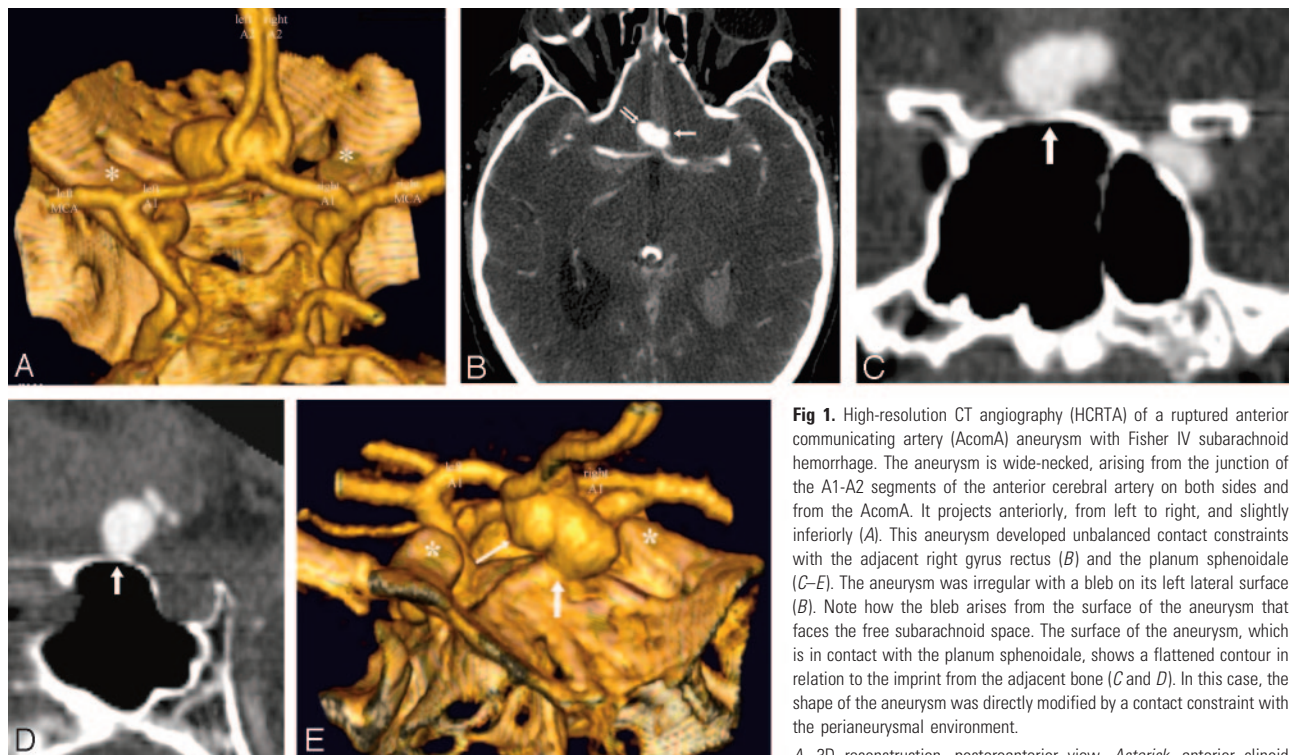 left right
A2 A2
left
MCA
left
A1
right
A1
right
MCA
A
B
C
D
left
A1
right
A1
E
Fig 1. High-resolution CT angiography (HCRTA) of a ruptured anterior
communicating artery (AcomA) aneurysm with Fisher IV subarachnoid
hemorrhage. The aneurysm is wide-necked, arising from the junction of
the A1-A2 segments of the anterior cerebral artery on both sides and
from the AcomA. It projects anteriorly, from left to right, and slightly
inferiorly (A). This aneurysm developed unbalanced contact constraints
with the adjacent right gyrus rectus (B) and the planum sphenoidale
(C–E). The aneurysm was irregular with a bleb on its left lateral surface
(B). Note how the bleb arises from the surface of the aneurysm that
faces the free subarachnoid space. The surface of the aneurysm, which
is in contact with the planum sphenoidale, shows a flattened contour in
relation to the imprint from the adjacent bone (C and D). In this case, the
shape of the aneurysm was directly modified by a contact constraint with
the perianeurysmal environment.
A, 3D reconstruction, posteroanterior view. Asterisk, anterior clinoid